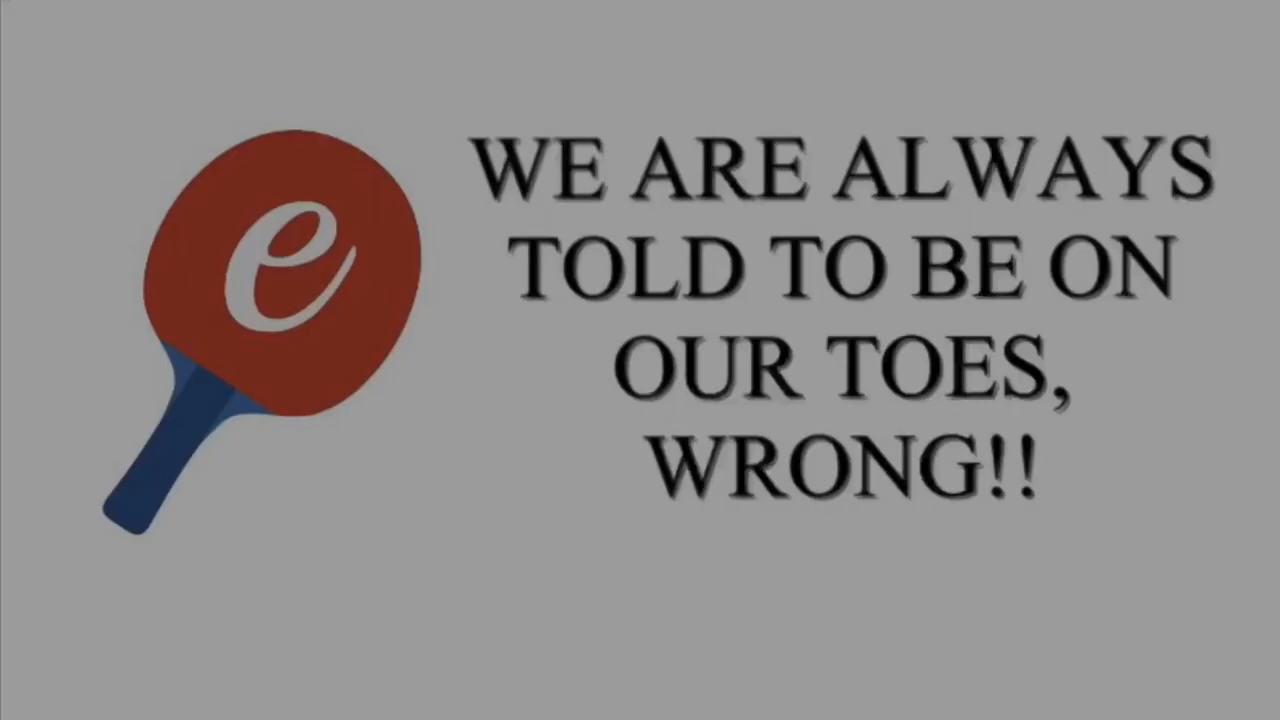 e
WE ARE ALWAYS
TOLD TO BE ON
OUR TOES,
WRONG!!